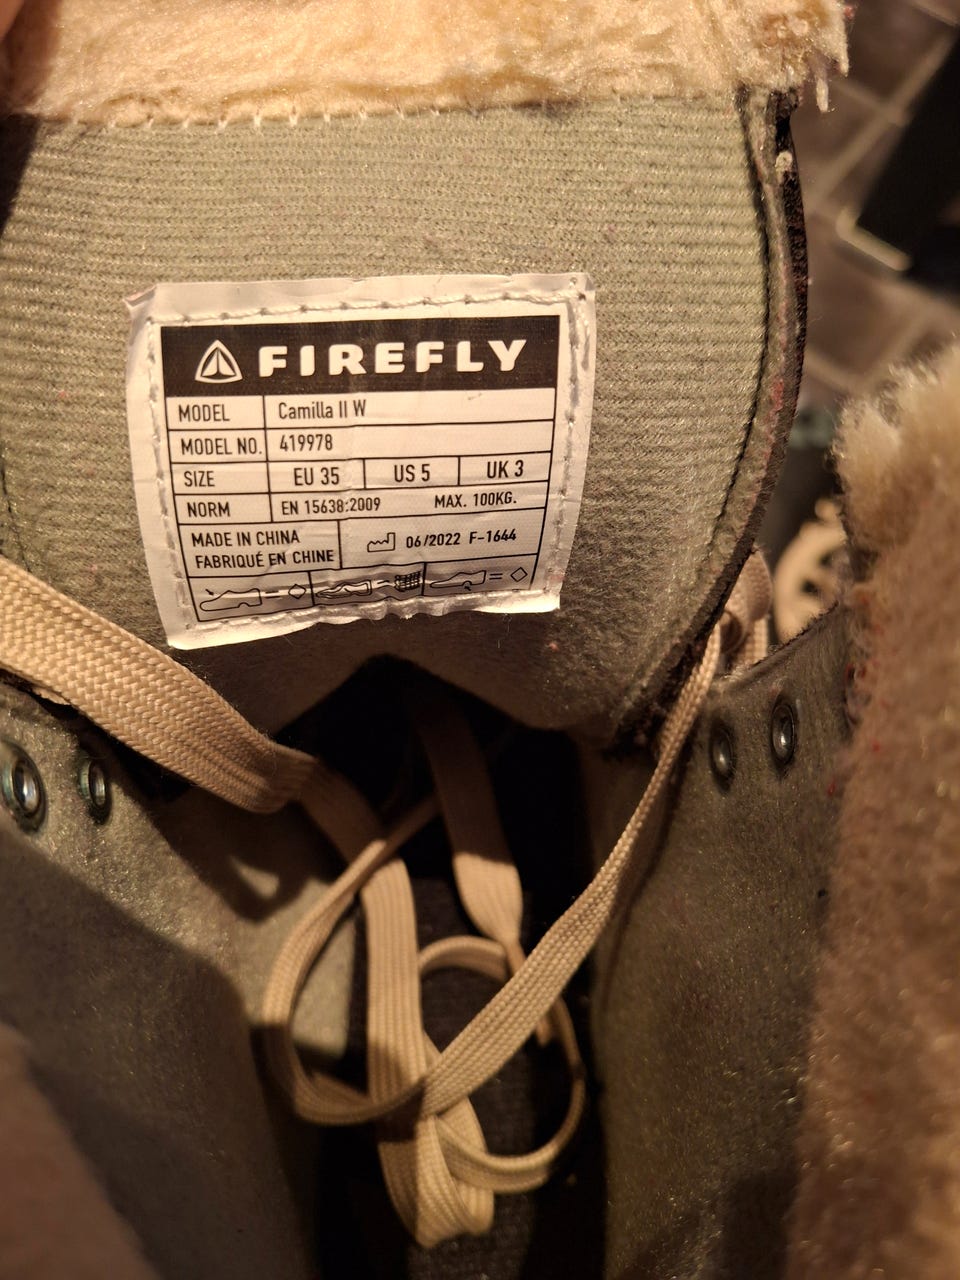 FIREFLY
MODEL Camilla II W
MODEL NO. 419978
SIZE EU 35 US 5 UK 3
NORM EN 15638:2009 MAX. 100KG.
MADE IN CHINA
FABRIQUÉ EN CHINE
06/2022 F-1644